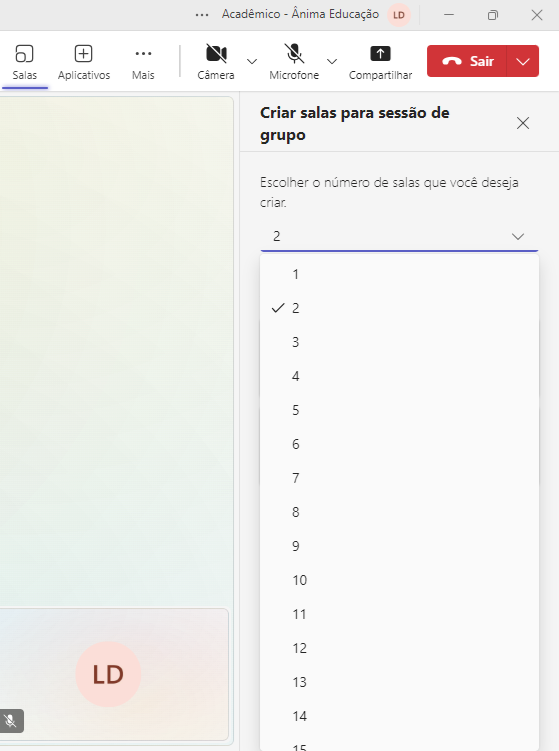 Acadêmico - Ânima Educação LD
Salas Aplicativos Mais Câmera Microfone Compartilhar Sair
Criar salas para sessão de
grupo
Escolher o número de salas que você deseja
criar.
2
1
2
3
4
5
6
7
8
9
10
11
12
13
14
15
LD